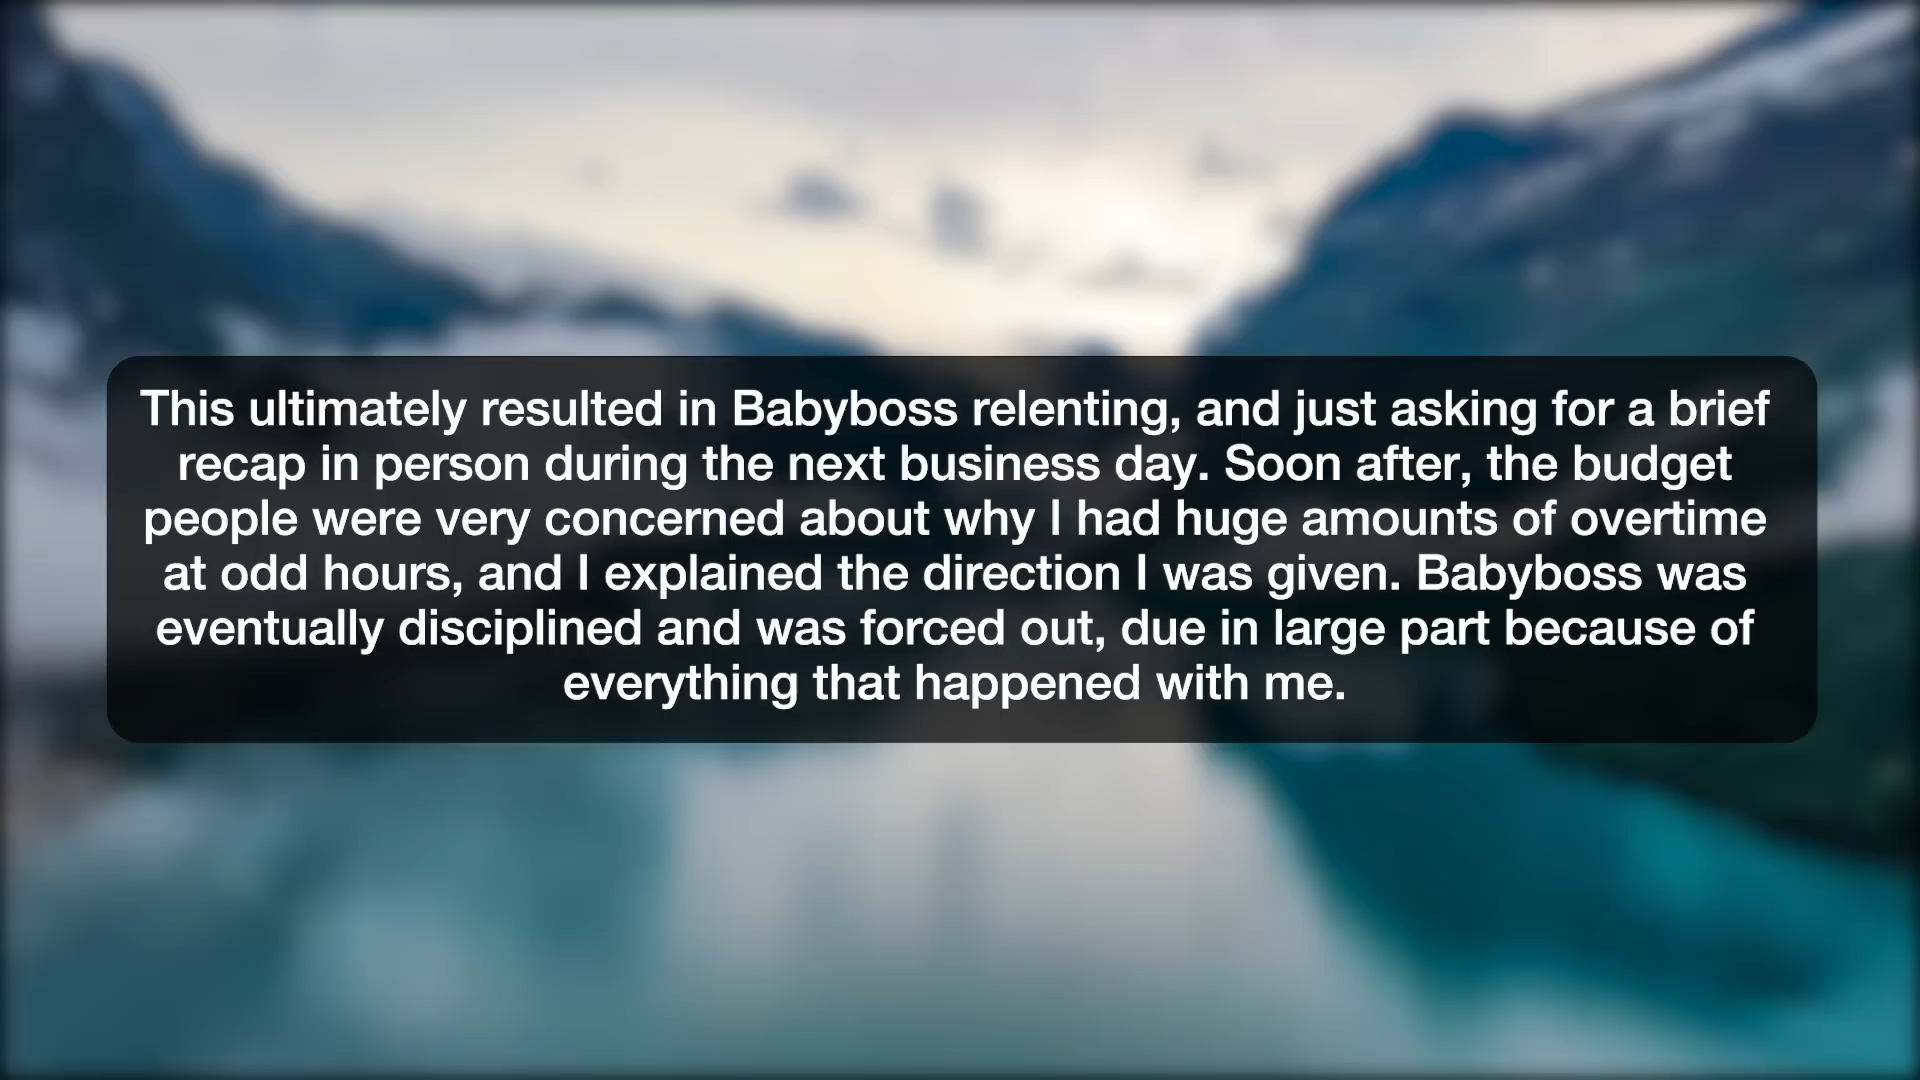 This ultimately resulted in Babyboss relenting, and just asking for a brief
recap in person during the next business day. Soon after, the budget
people were very concerned about why I had huge amounts of overtime
at odd hours, and I explained the direction I was given. Babyboss was
eventually disciplined and was forced out, due in large part because of
everything that happened with me.